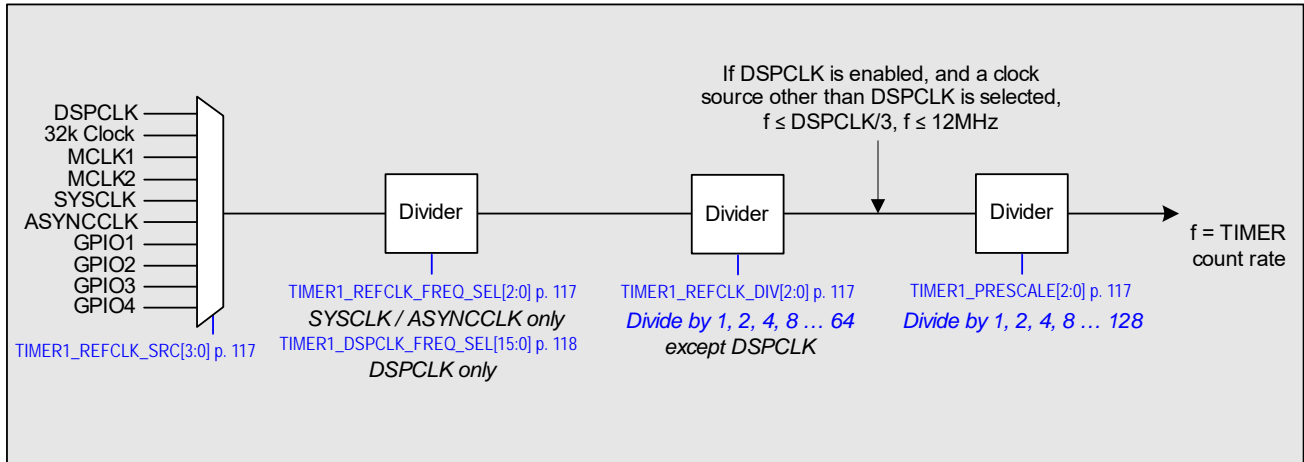 If DSPCLK is enabled, and a clock
source other than DSPCLK is selected,
f ≤ DSPCLK/3, f ≤ 12MHz
DSPCLK
32k Clock
MCLK1
MCLK2
SYSCLK
ASYNCCLK
GPIO1
GPIO2
GPIO3
GPIO4
TIMER1_REFCLK_SRC[3:0] p. 117
Divider
TIMER1_REFCLK_FREQ_SEL[2:0] p. 117
SYSCLK / ASYNCCLK only
TIMER1_DSPCLK_FREQ_SEL[15:0] p. 118
DSPCLK only
Divider
TIMER1_REFCLK_DIV[2:0] p. 117
Divide by 1, 2, 4, 8 ... 64
except DSPCLK
Divider
TIMER1_PRESCALE[2:0] p. 117
Divide by 1, 2, 4, 8 ... 128
f = TIMER
count rate